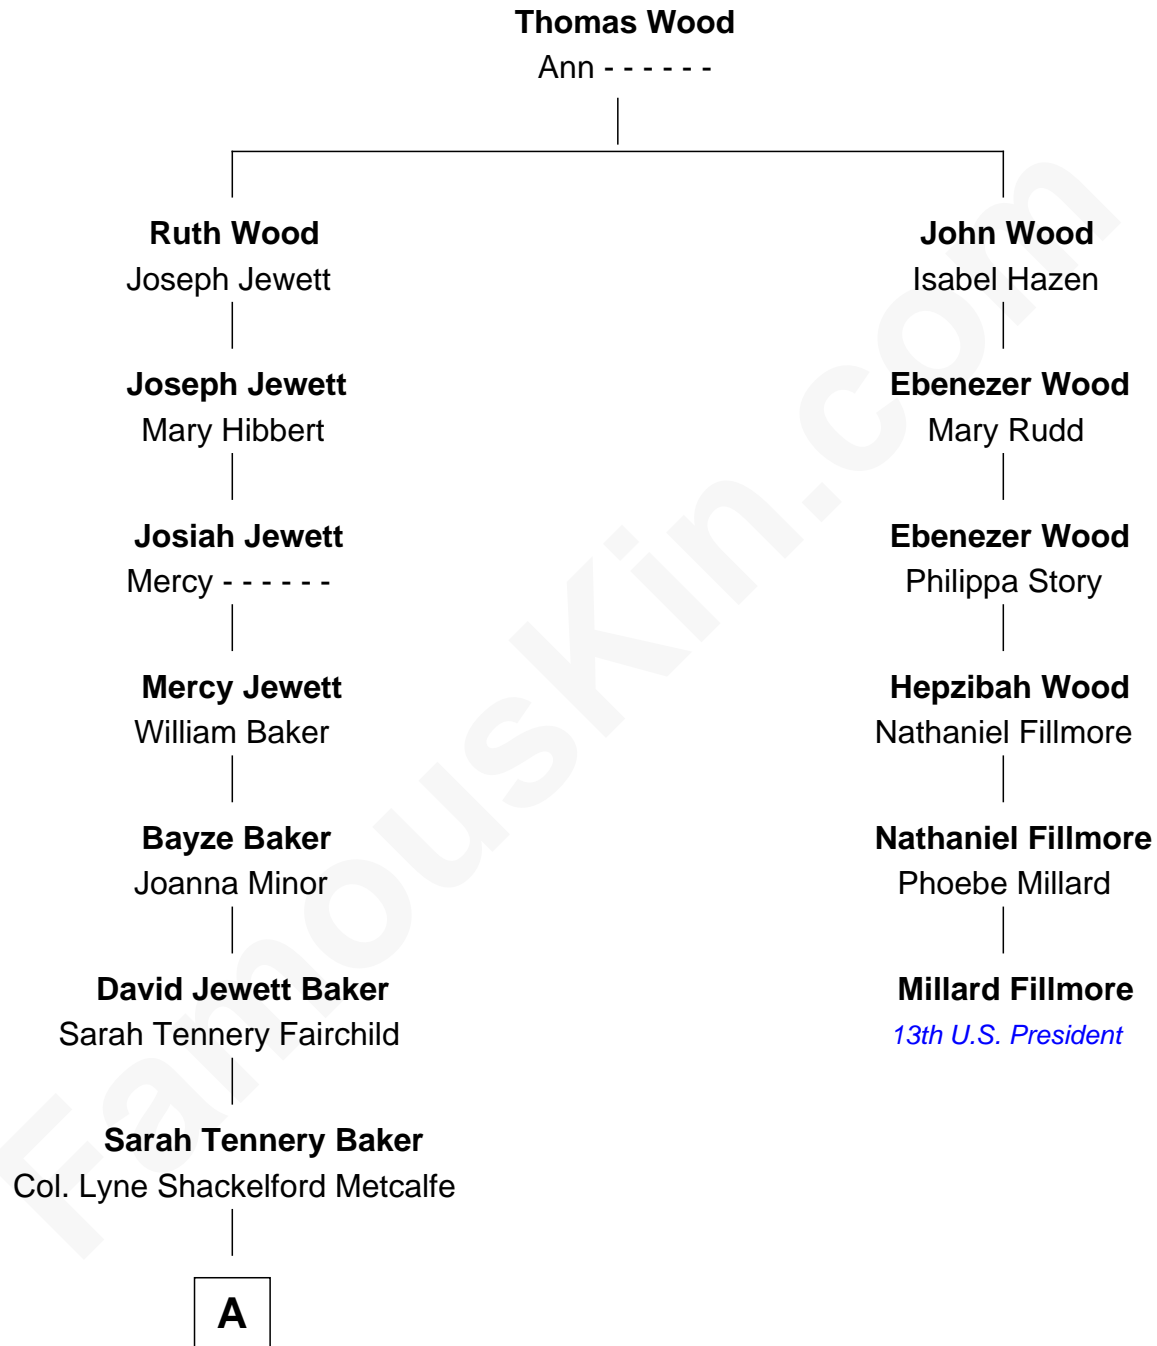 Thomas Wood
Ann - - - - - -
Ruth Wood
Joseph Jewett
John Wood
Isabel Hazen
Joseph Jewett
Mary Hibbert
Ebenezer Wood
Mary Rudd
Josiah Jewett
Mercy - - - - - -
Ebenezer Wood
Philippa Story
Mercy Jewett
William Baker
Hepzibah Wood
Nathaniel Fillmore
Bayze Baker
Joanna Minor
Nathaniel Fillmore
Phoebe Millard
David Jewett Baker
Sarah Tennery Fairchild
Millard Fillmore
13th U.S. President
Sarah Tennery Baker
Col. Lyne Shackelford Metcalfe
A
FamousKin.com